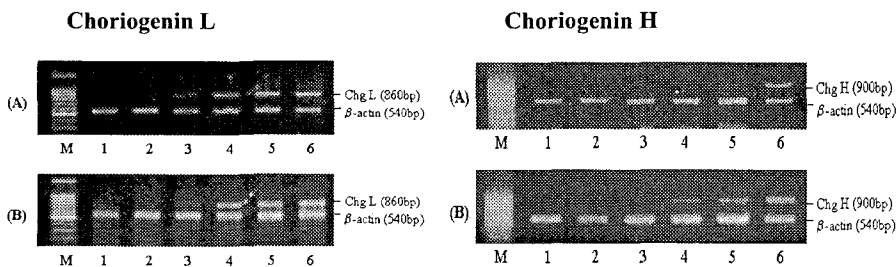 Choriogenin L
(A)
Chg L (860bp)
β-actin (540bp)
M 1 2 3 4 5 6
(B)
Chg L (860bp)
β-actin (540bp)
M 1 2 3 4 5 6
Choriogenin H
(A)
Chg H (900bp)
β-actin (540bp)
M 1 2 3 4 5 6
(B)
Chg H (900bp)
β-actin (540bp)
M 1 2 3 4 5 6